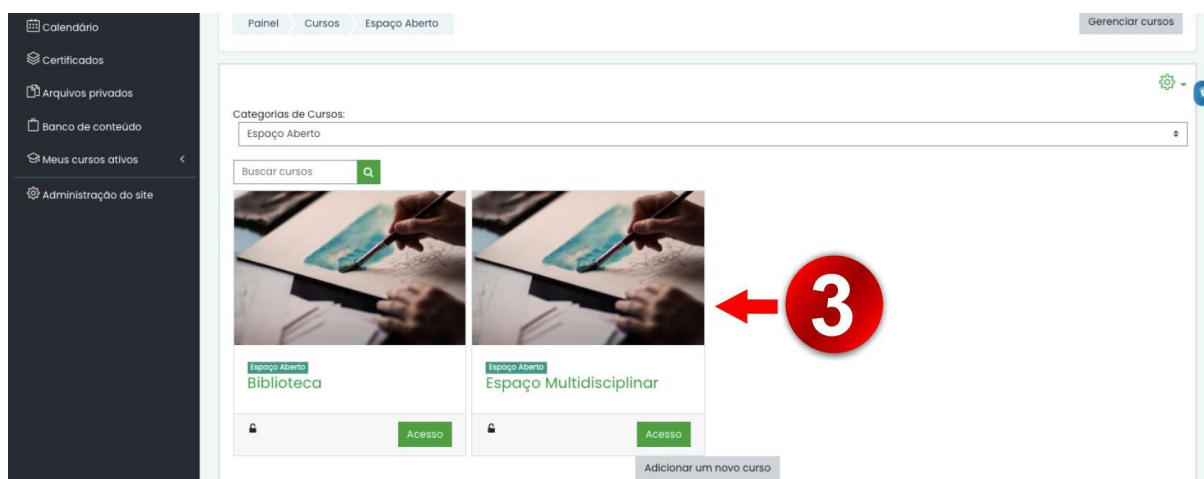 Calendário
Certificados
Arquivos privados
Banco de conteúdo
Meus cursos ativos
Administração do site
Painel Cursos Espaço Aberto
Gerenciar cursos
Categorias de Cursos:
Espaço Aberto
Buscar cursos
3
Espaço Aberto
Biblioteca
Acesso
Espaço Aberto
Espaço Multidisciplinar
Acesso
Adicionar um novo curso